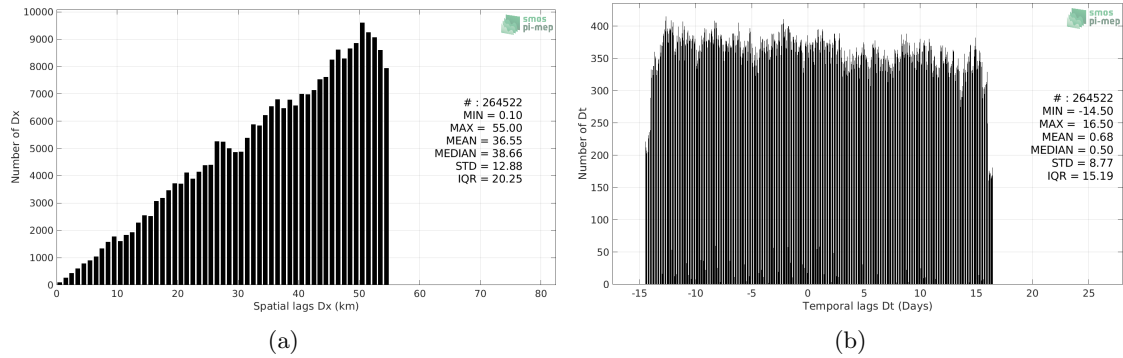 10000
9000
8000
7000
6000
5000
4000
3000
2000
1000
0
Number of Dx
0 10 20 30 40 50 60 70 80
Spatial lags Dx (km)
smos
pi-mep
# : 264522
MIN = 0.10
MAX = 55.00
MEAN = 36.55
MEDIAN = 38.66
STD = 12.88
IQR = 20.25
(a)
400
350
300
250
200
150
100
50
0
Number of Dt
-15 -10 -5 0 5 10 15 20 25
Temporal lags Dt (Days)
smos
pi-mep
# : 264522
MIN = -14.50
MAX = 16.50
MEAN = 0.68
MEDIAN = 0.50
STD = 8.77
IQR = 15.19
(b)